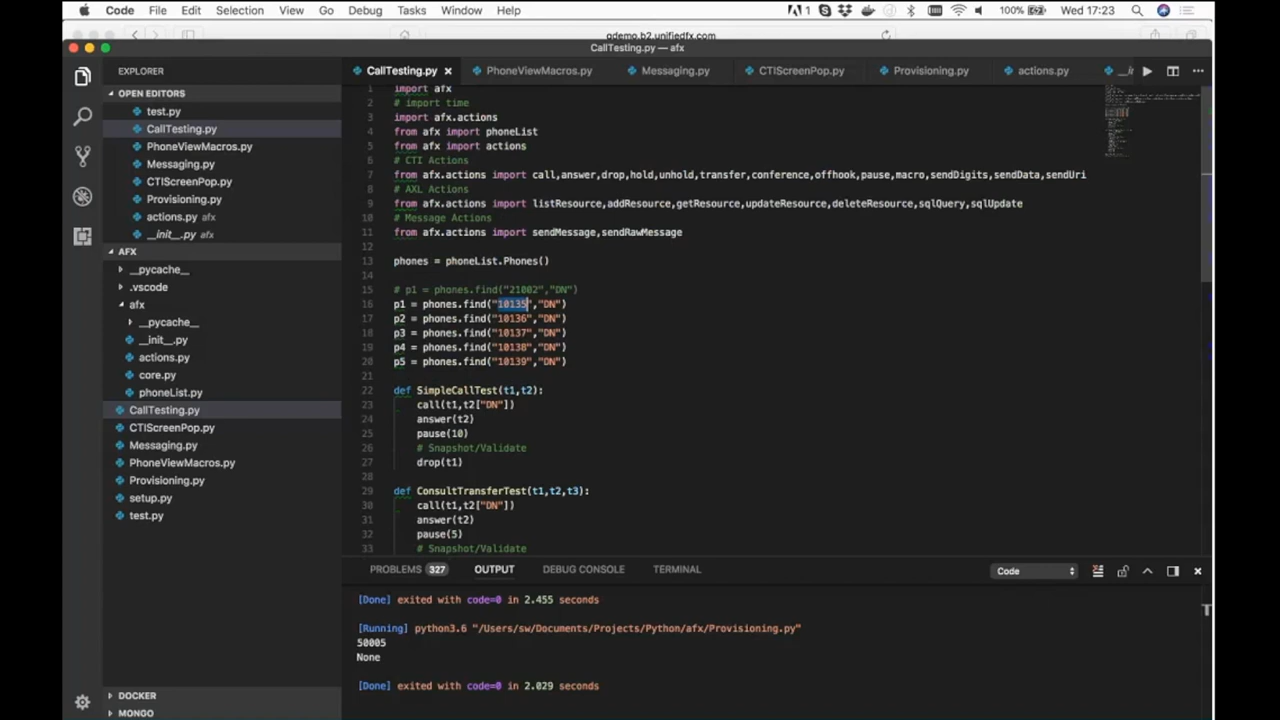 Code File Edit Selection View Go Debug Tasks Window Help 1 100% Wed 17:23
qdemo.b2.unifiedfx.com
CallTesting.py — afx
EXPLORER
CallTesting.py × PhoneViewMacros.py Messaging.py CTIScreenPop.py Provisioning.py actions.py
OPEN EDITORS
test.py
CallTesting.py
PhoneViewMacros.py
Messaging.py
CTIScreenPop.py
Provisioning.py
actions.py afx
__init__.py afx
AFX
__pycache__
.vscode
afx
__pycache__
__init__.py
actions.py
core.py
phoneList.py
CallTesting.py
CTIScreenPop.py
Messaging.py
PhoneViewMacros.py
Provisioning.py
setup.py
test.py
DOCKER
MONGO
1 import afx
2 # import time
3 import afx.actions
4 from afx import phoneList
5 from afx import actions
6 # CTI Actions
7 from afx.actions import call,answer,drop,hold,unhold,transfer,conference,offhook,pause,macro,sendDigits,sendData,sendUri
8 # AXL Actions
9 from afx.actions import listResource,addResource,getResource,updateResource,deleteResource,sqlQuery,sqlUpdate
10 # Message Actions
11 from afx.actions import sendMessage,sendRawMessage
12
13 phones = phoneList.Phones()
14
15 # p1 = phones.find("21002","DN")
16 p1 = phones.find("10135","DN")
17 p2 = phones.find("10136","DN")
18 p3 = phones.find("10137","DN")
19 p4 = phones.find("10138","DN")
20 p5 = phones.find("10139","DN")
21
22 def SimpleCallTest(t1,t2):
23 call(t1,t2["DN"])
24 answer(t2)
25 pause(10)
26 # Snapshot/Validate
27 drop(t1)
28
29 def ConsultTransferTest(t1,t2,t3):
30 call(t1,t2["DN"])
31 answer(t2)
32 pause(5)
33 # Snapshot/Validate
PROBLEMS 327 OUTPUT DEBUG CONSOLE TERMINAL Code
[Done] exited with code=0 in 2.455 seconds
[Running] python3.6 "/Users/sw/Documents/Projects/Python/afx/Provisioning.py"
50005
None
[Done] exited with code=0 in 2.029 seconds